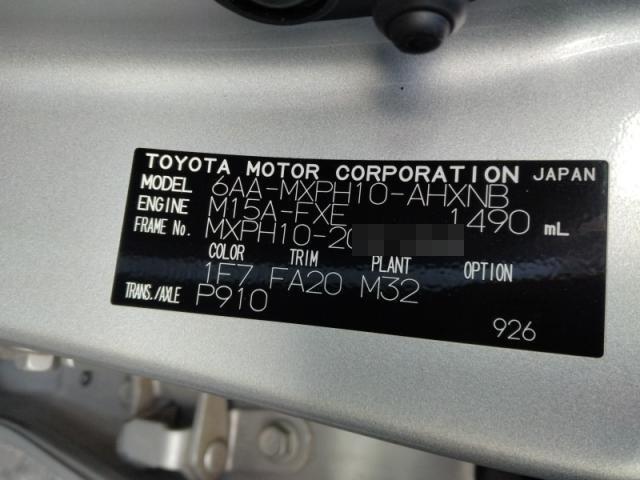 TOYOTA MOTOR CORPORATION JAPAN
MODEL 6AA-MXPH10-AHXNB
ENGINE M15A-FXE 1490 mL
FRAME No. MXPH10-20
COLOR TRIM PLANT OPTION
1F7 FA20 M32
TRANS./AXLE P910
926